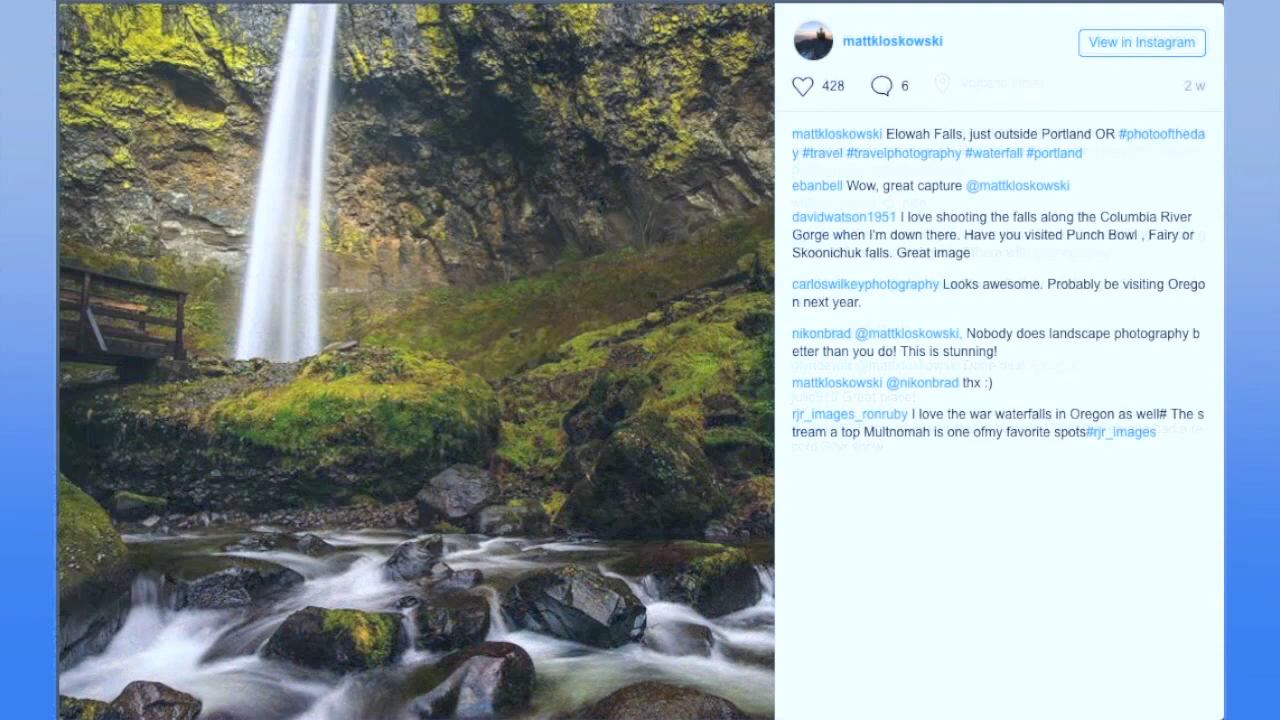 mattkloskowski
View in Instagram
428 6 2 w
mattkloskowski Elowah Falls, just outside Portland OR #photooftheda
y #travel #travelphotography #waterfall #portland
ebanbell Wow, great capture @mattkloskowski
davidwatson1951 I love shooting the falls along the Columbia River
Gorge when I'm down there. Have you visited Punch Bowl , Fairy or
Skoonichuk falls. Great image
carloswilkeyphotography Looks awesome. Probably be visiting Orego
n next year.
nikonbrad @mattkloskowski. Nobody does landscape photography b
etter than you do! This is stunning!
mattkloskowski @nikonbrad thx :)
julio915 Great place!
rjr_images_ronruby I love the war waterfalls in Oregon as well# The s
tream a top Multnomah is one ofmy favorite spots#rjr_images